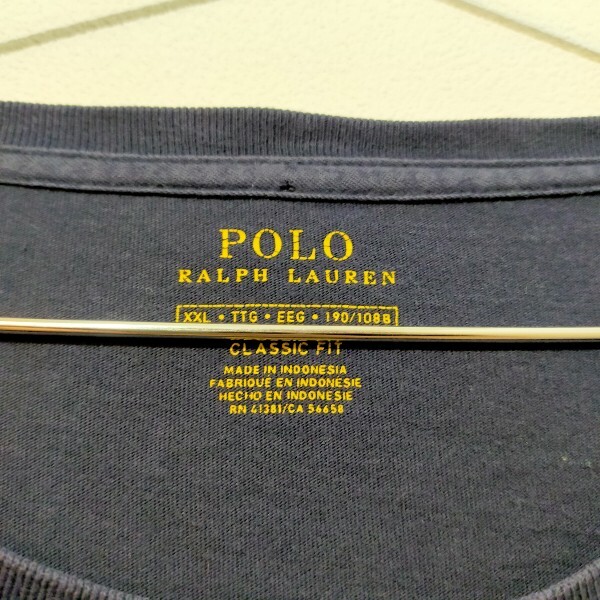 POLO
RALPH LAUREN
XXL • TTG • EEG • 190/108B
CLASSIC FIT
MADE IN INDONESIA
FABRIQUE EN INDONESIE
HECHO EN INDONESIA
RN 41381/CA 56658